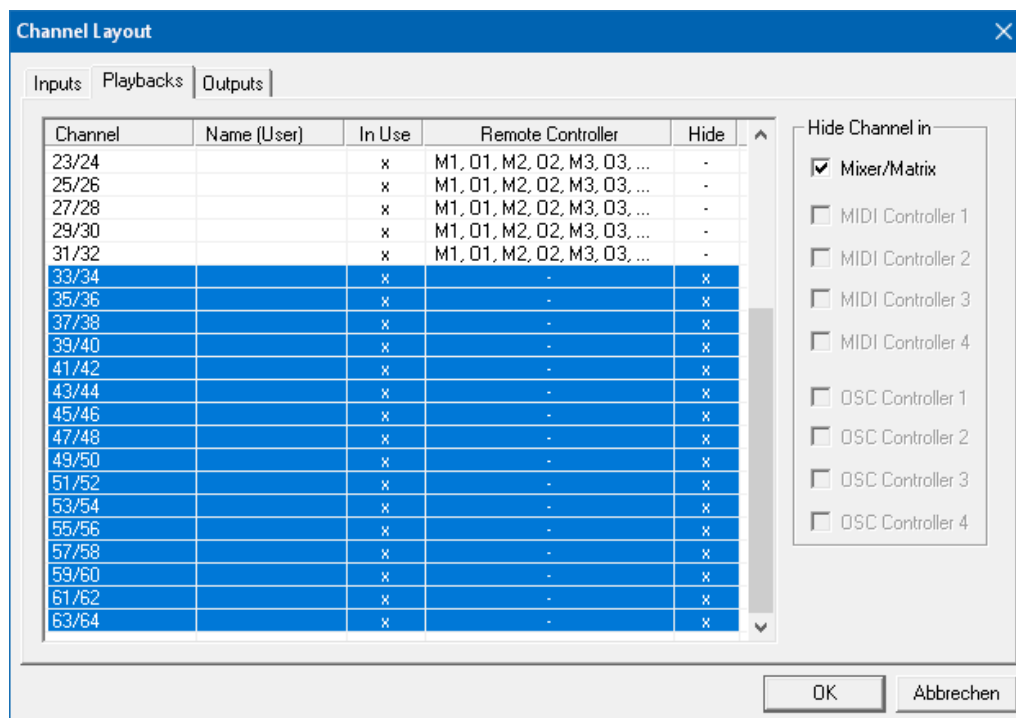 Channel Layout
Inputs Playbacks Outputs
Channel Name (User) In Use Remote Controller Hide
23/24 x M1, O1, M2, O2, M3, O3, ... -
25/26 x M1, O1, M2, O2, M3, O3, ... -
27/28 x M1, O1, M2, O2, M3, O3, ... -
29/30 x M1, O1, M2, O2, M3, O3, ... -
31/32 x M1, O1, M2, O2, M3, O3, ... -
33/34 x - x
35/36 x - x
37/38 x - x
39/40 x - x
41/42 x - x
43/44 x - x
45/46 x - x
47/48 x - x
49/50 x - x
51/52 x - x
53/54 x - x
55/56 x - x
57/58 x - x
59/60 x - x
61/62 x - x
63/64 x - x
Hide Channel in
Mixer/Matrix
MIDI Controller 1
MIDI Controller 2
MIDI Controller 3
MIDI Controller 4
OSC Controller 1
OSC Controller 2
OSC Controller 3
OSC Controller 4
OK Abbrechen